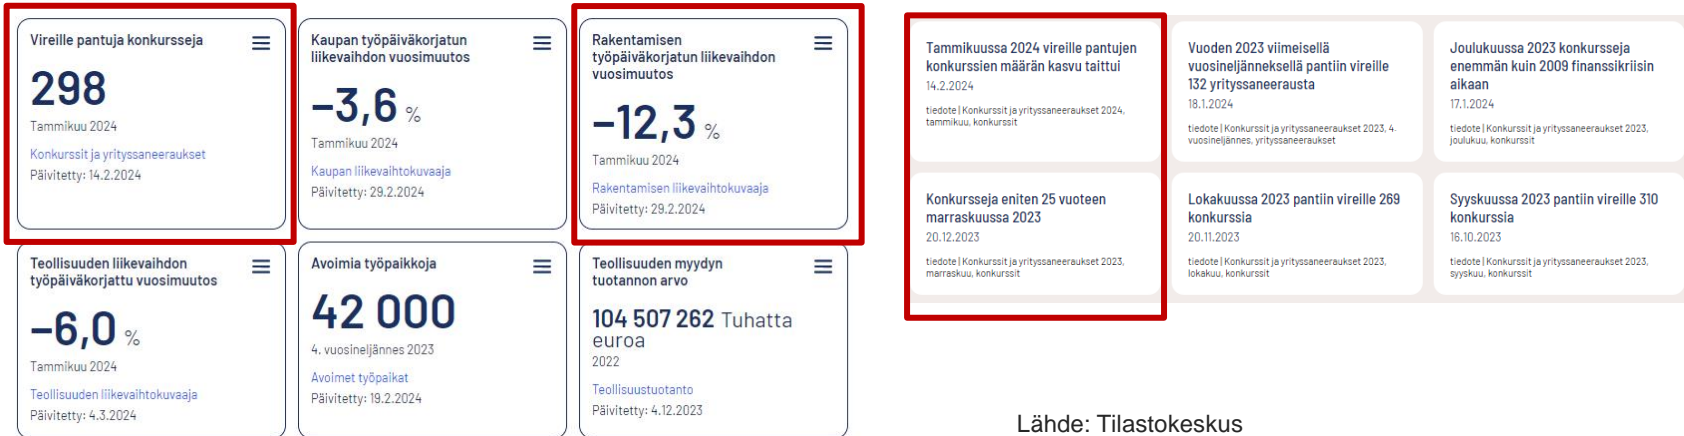 Vireille pantuja konkursseja
298
Tammikuu 2024
Konkurssit ja yrityssaneeraukset
Päivitetty: 14.2.2024
Kaupan työpäiväkorjatun
liikevaihdon vuosimuutos
−3,6 %
Tammikuu 2024
Kaupan liikevaihtokuvaaja
Päivitetty: 29.2.2024
Rakentamisen
työpäiväkorjatun liikevaihdon
vuosimuutos
−12,3 %
Tammikuu 2024
Rakentamisen liikevaihtokuvaaja
Päivitetty: 29.2.2024
Teollisuuden liikevaihdon
työpäiväkorjattu vuosimuutos
−6,0 %
Tammikuu 2024
Teollisuuden liikevaihtokuvaaja
Päivitetty: 4.3.2024
Avoimia työpaikkoja
42 000
4. vuosineljännes 2023
Avoimet työpaikat
Päivitetty: 19.2.2024
Teollisuuden myydyn
tuotannon arvo
104 507 262 Tuhatta
euroa
2022
Teollisuustuotanto
Päivitetty: 4.12.2023
Tammikuussa 2024 vireille pantujen
konkurssien määrän kasvu taittui
14.2.2024
tiedote | Konkurssit ja yrityssaneeraukset 2024,
tammikuu, konkurssit
Vuoden 2023 viimeisellä
vuosineljänneksellä pantiin vireille
132 yrityssaneerausta
18.1.2024
tiedote | Konkurssit ja yrityssaneeraukset 2023, 4.
vuosineljännes, yrityssaneeraukset
Joulukuussa 2023 konkursseja
enemmän kuin 2009 finanssikriisin
aikaan
17.1.2024
tiedote | Konkurssit ja yrityssaneeraukset 2023,
joulukuu, konkurssit
Konkursseja eniten 25 vuoteen
marraskuussa 2023
20.12.2023
tiedote | Konkurssit ja yrityssaneeraukset 2023,
marraskuu, konkurssit
Lokakuussa 2023 pantiin vireille 269
konkurssia
20.11.2023
tiedote | Konkurssit ja yrityssaneeraukset 2023,
lokakuu, konkurssit
Syyskuussa 2023 pantiin vireille 310
konkurssia
16.10.2023
tiedote | Konkurssit ja yrityssaneeraukset 2023,
syyskuu, konkurssit
Lähde: Tilastokeskus